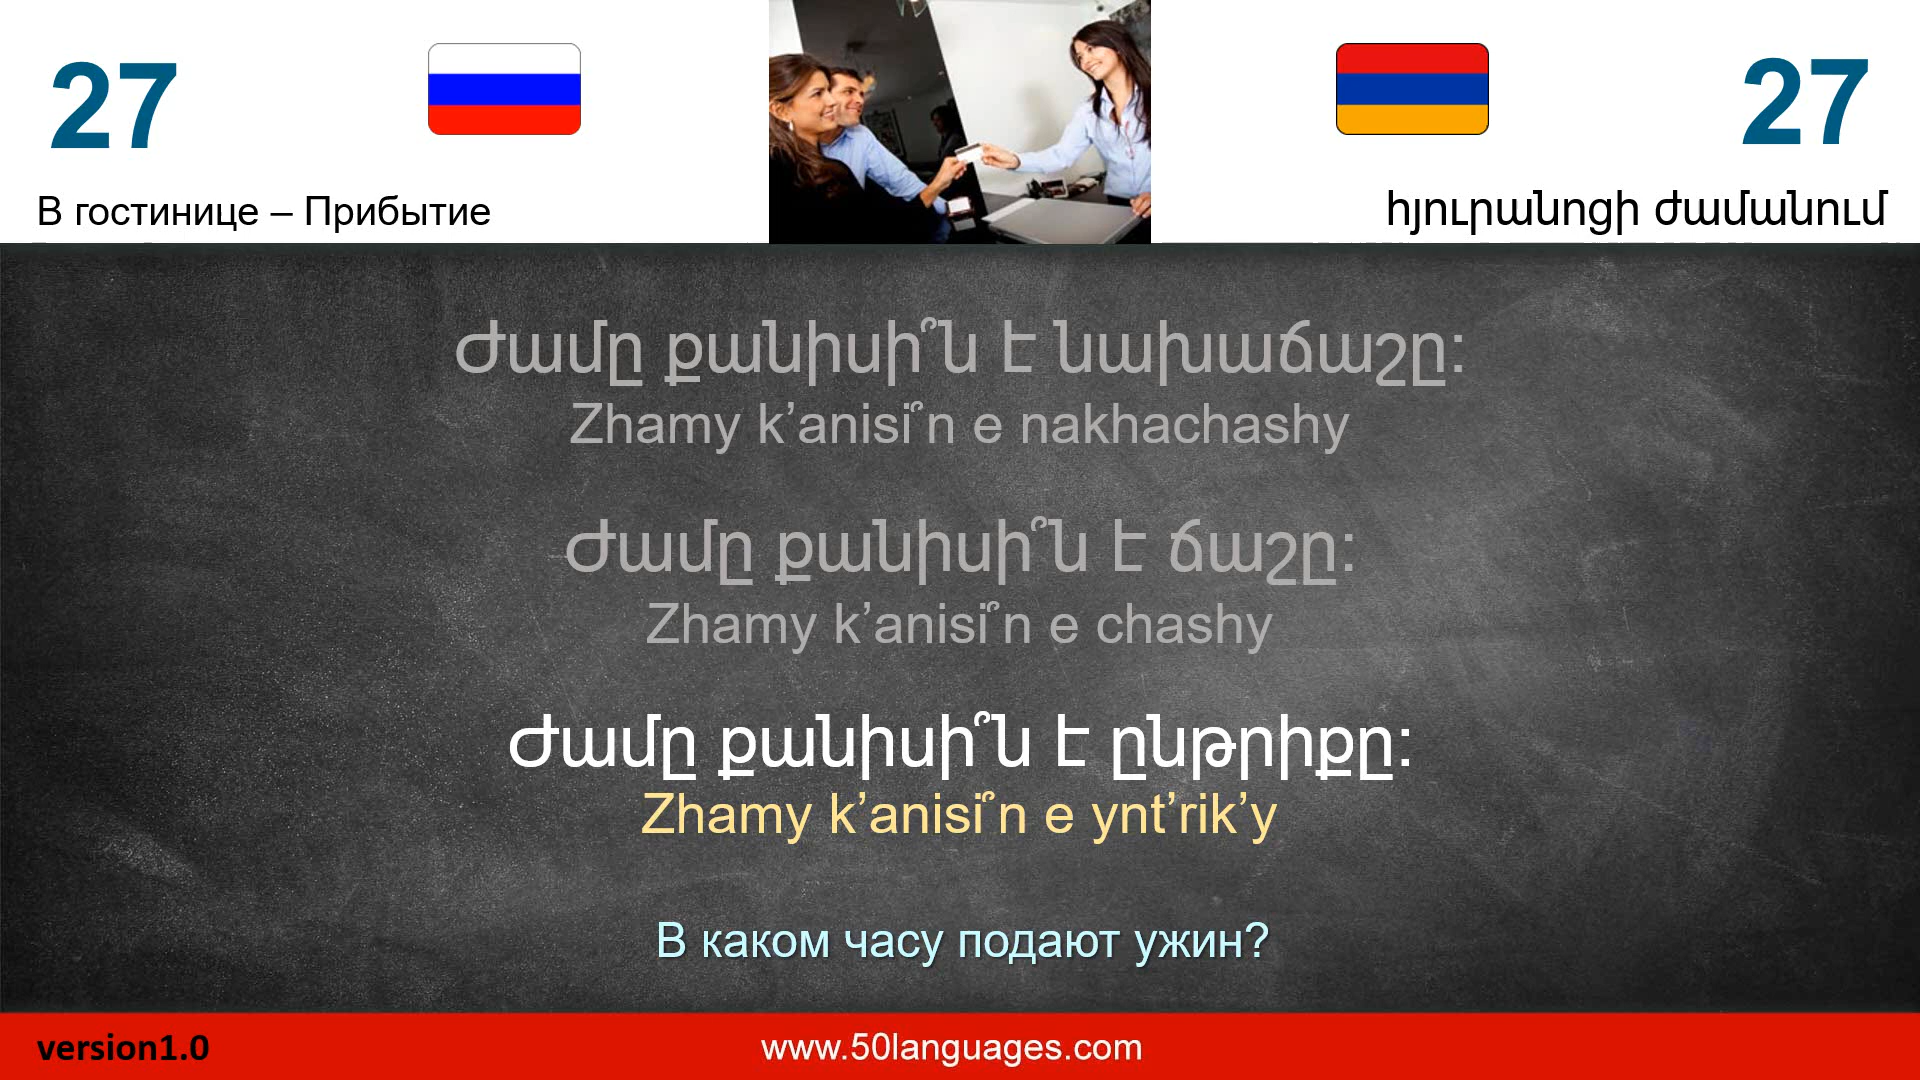 27
27
В гостинице – Прибытие
հյուրանոցի ժամանում
Ժամը քանիսի՞ն է նախաճաշը:
Zhamy k’anisi՞n e nakhachashy
Ժամը քանիսի՞ն է ճաշը:
Zhamy k’anisi՞n e chashy
Ժամը քանիսի՞ն է ընթրիքը:
Zhamy k’anisi՞n e ynt’rik’y
В каком часу подают ужин?
version1.0
www.50languages.com